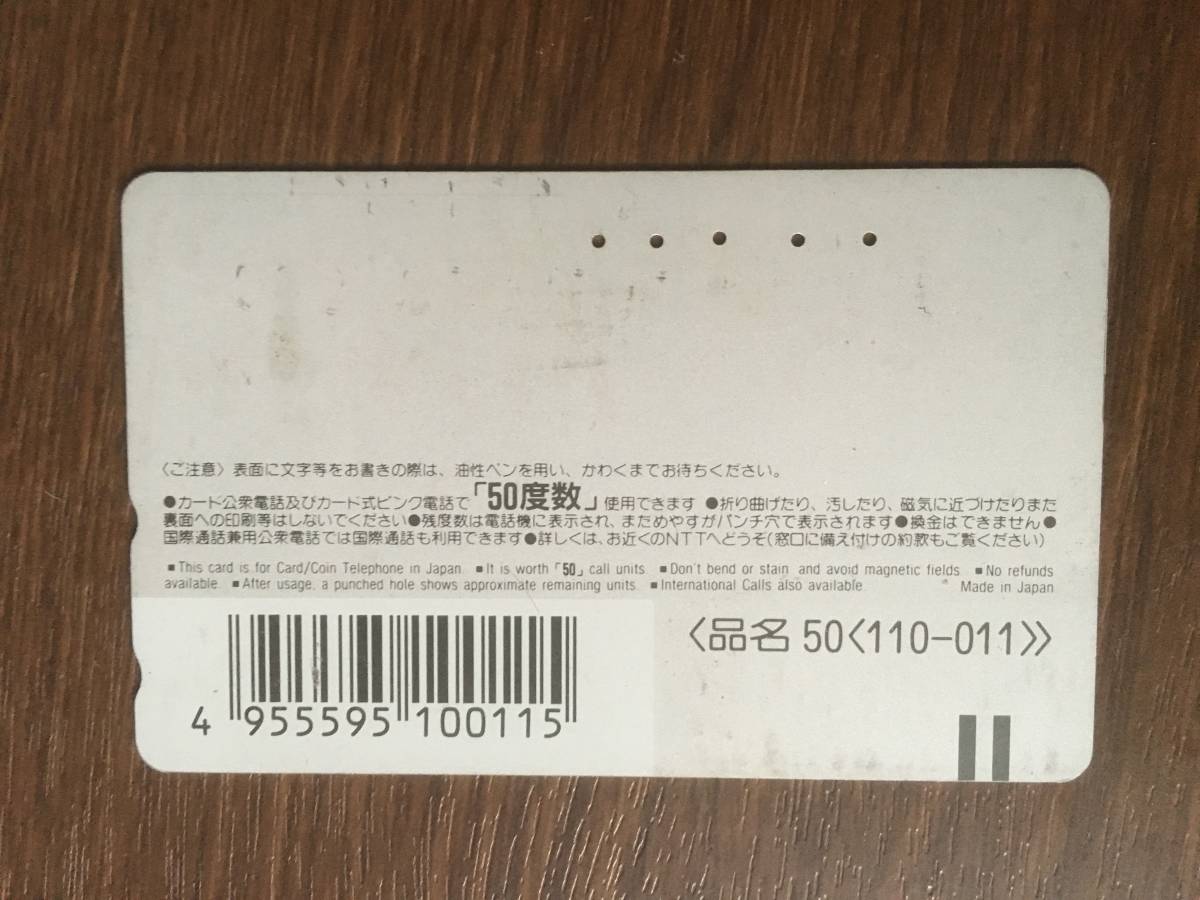 〈ご注意〉表面に文字等をお書きの際は、油性ペンを用い、かわくまでお待ちください。
●カード公衆電話及びカード式ピンク電話で「50度数」使用できます ●折り曲げたり、汚したり、磁気に近づけたりまた
裏面への印刷等はしないでください●残度数は電話機に表示され、まためやすがパンチ穴で表示されます●換金はできません●
国際通話兼用公衆電話では国際通話も利用できます●詳しくは、お近くのNTTへどうぞ(窓口に備え付けの約款もご覧ください)
■This card is for Card/Coin Telephone in Japan. ■It is worth「50」call units. ■Don't bend or stain, and avoid magnetic fields. ■No refunds
available. ■After usage, a punched hole shows approximate remaining units. ■International Calls also available. Made in Japan
〈品名 50〈110-011〉〉
4 955595 100115